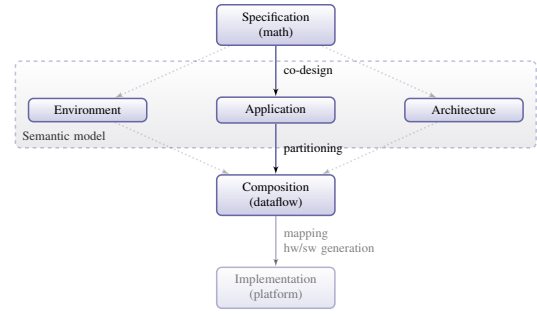 Specification
(math)
co-design
Environment
Application
Architecture
Semantic model
partitioning
Composition
(dataflow)
mapping
hw/sw generation
Implementation
(platform)